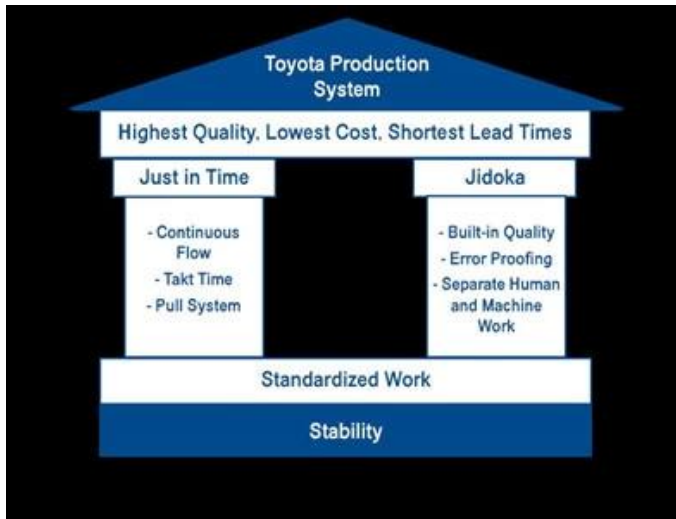 Toyota Production
System
Highest Quality, Lowest Cost, Shortest Lead Times
Just in Time
- Continuous
Flow
- Takt Time
- Pull System
Jidoka
- Built-in Quality
- Error Proofing
- Separate Human
and Machine
Work
Standardized Work
Stability